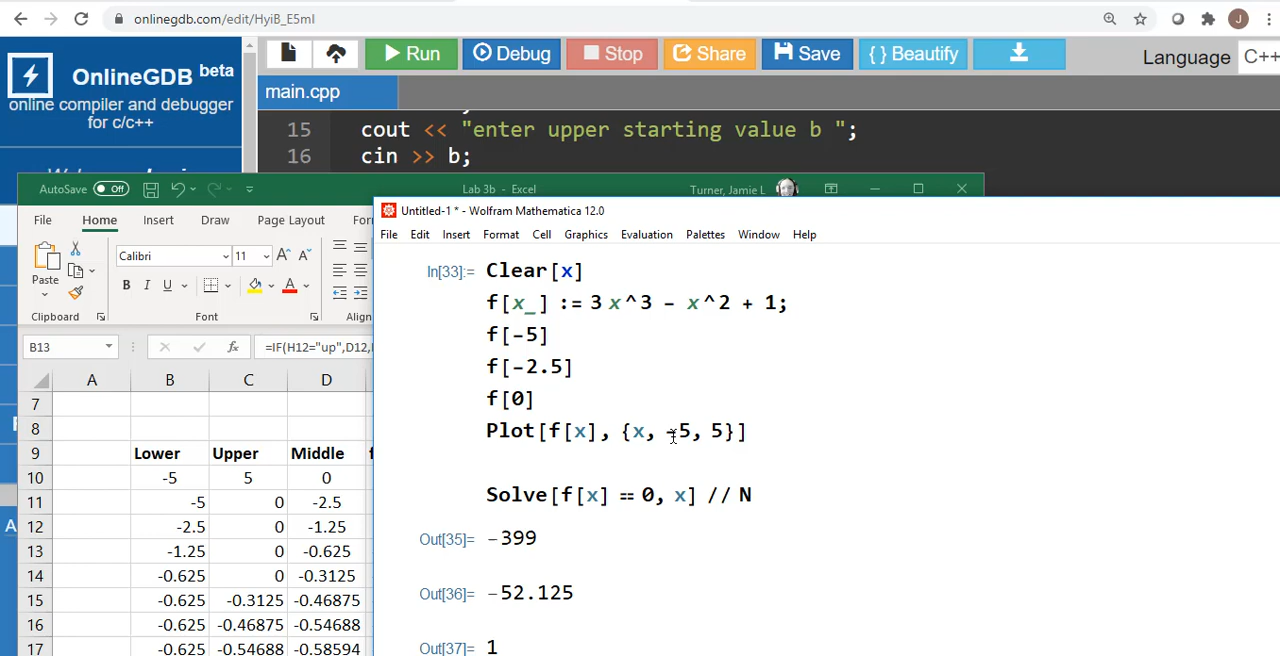 onlinegdb.com/edit/HyiB_E5mI
J
OnlineGDB beta
online compiler and debugger
for c/c++
Run Debug Stop Share Save { } Beautify
Language C++
main.cpp
15 cout << "enter upper starting value b ";
16 cin >> b;
AutoSave Off
Lab 3b - Excel
Turner, Jamie L
File Home Insert Draw Page Layout
Calibri 11
Paste
B I U
Clipboard Font
B13 fx =IF(H12="up",D12,
A B C D
7
8
9 Lower Upper Middle
10 -5 5 0
11 -5 0 -2.5
12 -2.5 0 -1.25
13 -1.25 0 -0.625
14 -0.625 0 -0.3125
15 -0.625 -0.3125 -0.46875
16 -0.625 -0.46875 -0.54688
17 -0.625 -0.54688 -0.58594
Untitled-1 * - Wolfram Mathematica 12.0
File Edit Insert Format Cell Graphics Evaluation Palettes Window Help
In[33]:= Clear[x]
f[x_] := 3 x^3 - x^2 + 1;
f[-5]
f[-2.5]
f[0]
Plot[f[x], {x, -5, 5}]
Solve[f[x] == 0, x] // N
Out[35]= -399
Out[36]= -52.125
Out[37]= 1